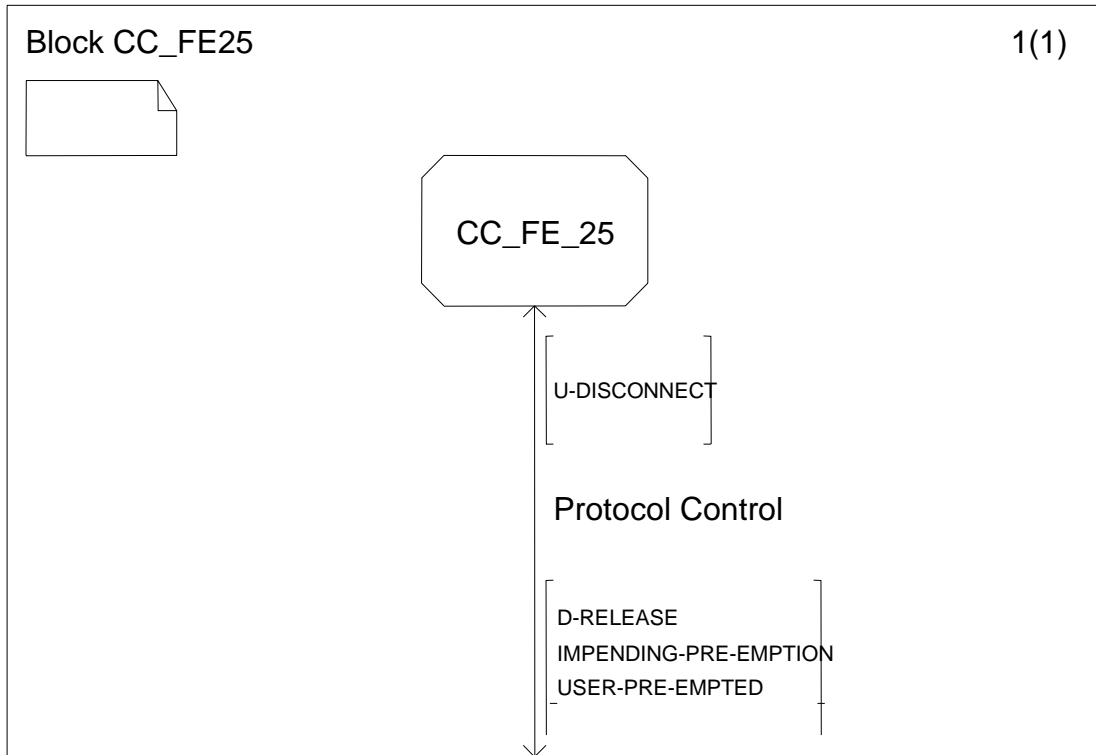 Block CC_FE25
1(1)
CC_FE_25
U-DISCONNECT
Protocol Control
D-RELEASE
IMPENDING-PRE-EMPTION
USER-PRE-EMPTED